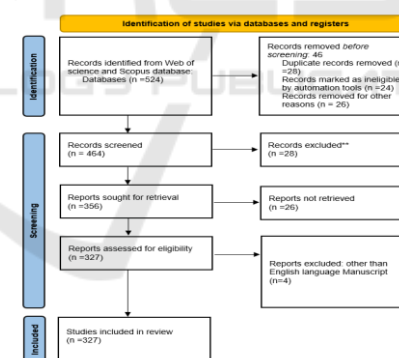 Identification of studies via databases and registers
Identification
Records identified from Web of
science and Scopus database:
Databases (n =524)
Records removed before
screening: 46
Duplicate records removed (n
=28)
Records marked as ineligible
by automation tools (n =24)
Records removed for other
reasons (n = 26)
Screening
Records screened
(n = 464)
Records excluded**
(n =28)
Reports sought for retrieval
(n =356)
Reports not retrieved
(n =26)
Reports assessed for eligibility
(n =327)
Reports excluded: other than
English language Manuscript
(n=4)
Included
Studies included in review
(n =327)